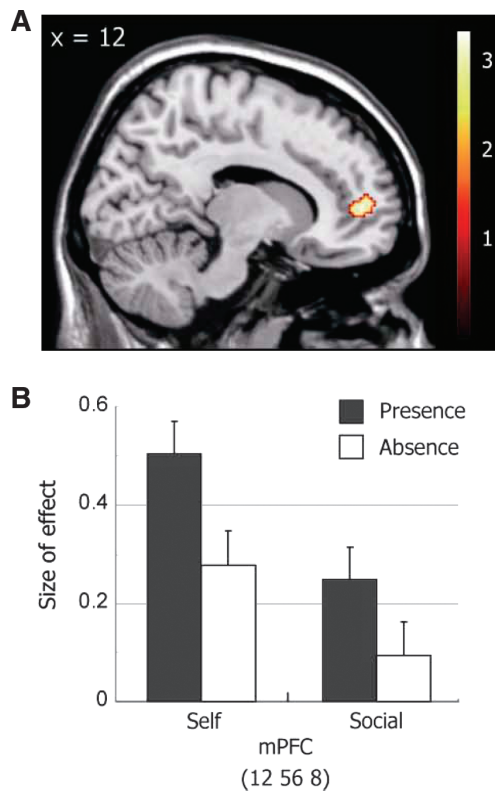 A
x = 12
3
2
1
B
0.6
0.4
0.2
0
Size of effect
Presence
Absence
Self
Social
mPFC
(12 56 8)